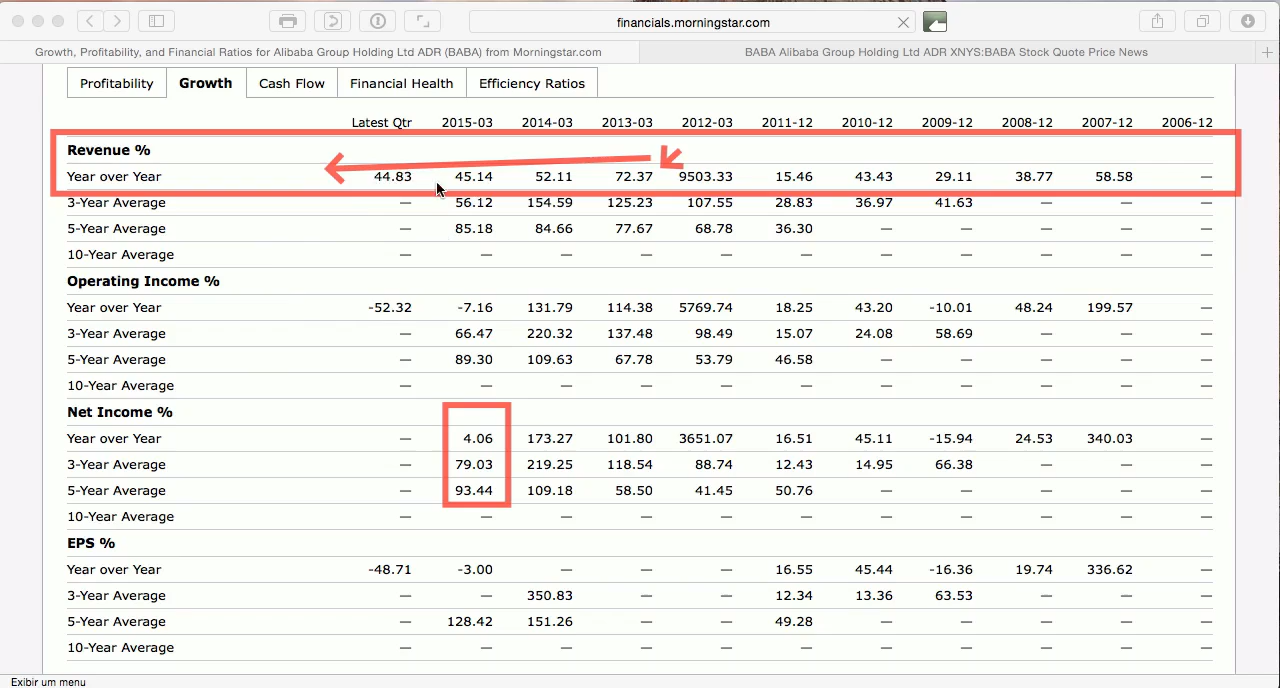 financials.morningstar.com
Growth, Profitability, and Financial Ratios for Alibaba Group Holding Ltd ADR (BABA) from Morningstar.com
BABA Alibaba Group Holding Ltd ADR XNYS:BABA Stock Quote Price News
Profitability Growth Cash Flow Financial Health Efficiency Ratios
Latest Qtr 2015-03 2014-03 2013-03 2012-03 2011-12 2010-12 2009-12 2008-12 2007-12 2006-12
Revenue %
Year over Year 44.83 45.14 52.11 72.37 9503.33 15.46 43.43 29.11 38.77 58.58 —
3-Year Average — 56.12 154.59 125.23 107.55 28.83 36.97 41.63 — — —
5-Year Average — 85.18 84.66 77.67 68.78 36.30 — — — — —
10-Year Average — — — — — — — — — — —
Operating Income %
Year over Year -52.32 -7.16 131.79 114.38 5769.74 18.25 43.20 -10.01 48.24 199.57 —
3-Year Average — 66.47 220.32 137.48 98.49 15.07 24.08 58.69 — — —
5-Year Average — 89.30 109.63 67.78 53.79 46.58 — — — — —
10-Year Average — — — — — — — — — — —
Net Income %
Year over Year — 4.06 173.27 101.80 3651.07 16.51 45.11 -15.94 24.53 340.03 —
3-Year Average — 79.03 219.25 118.54 88.74 12.43 14.95 66.38 — — —
5-Year Average — 93.44 109.18 58.50 41.45 50.76 — — — — —
10-Year Average — — — — — — — — — — —
EPS %
Year over Year -48.71 -3.00 — — — 16.55 45.44 -16.36 19.74 336.62 —
3-Year Average — — 350.83 — — 12.34 13.36 63.53 — — —
5-Year Average — 128.42 151.26 — — 49.28 — — — — —
10-Year Average — — — — — — — — — — —
Exibir um menu